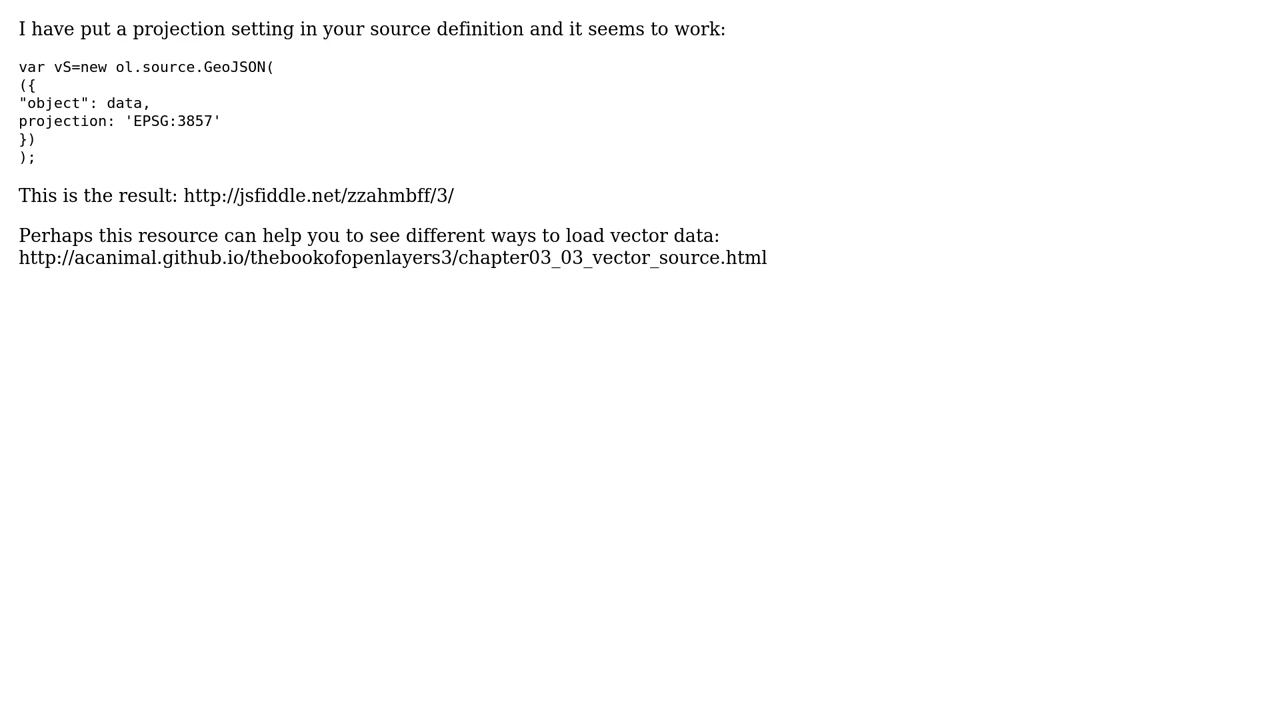 I have put a projection setting in your source definition and it seems to work:
var vS=new ol.source.GeoJSON(
({
"object": data,
projection: 'EPSG:3857'
})
);
This is the result: http://jsfiddle.net/zzahmbff/3/
Perhaps this resource can help you to see different ways to load vector data:
http://acanimal.github.io/thebookofopenlayers3/chapter03_03_vector_source.html